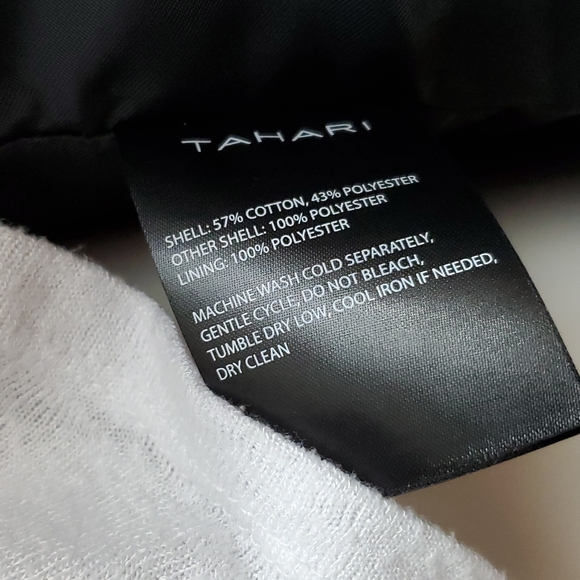 TAHARI
SHELL: 57% COTTON, 43% POLYESTER
OTHER SHELL: 100% POLYESTER
LINING: 100% POLYESTER
MACHINE WASH COLD SEPARATELY,
GENTLE CYCLE, DO NOT BLEACH,
TUMBLE DRY LOW, COOL IRON IF NEEDED,
DRY CLEAN